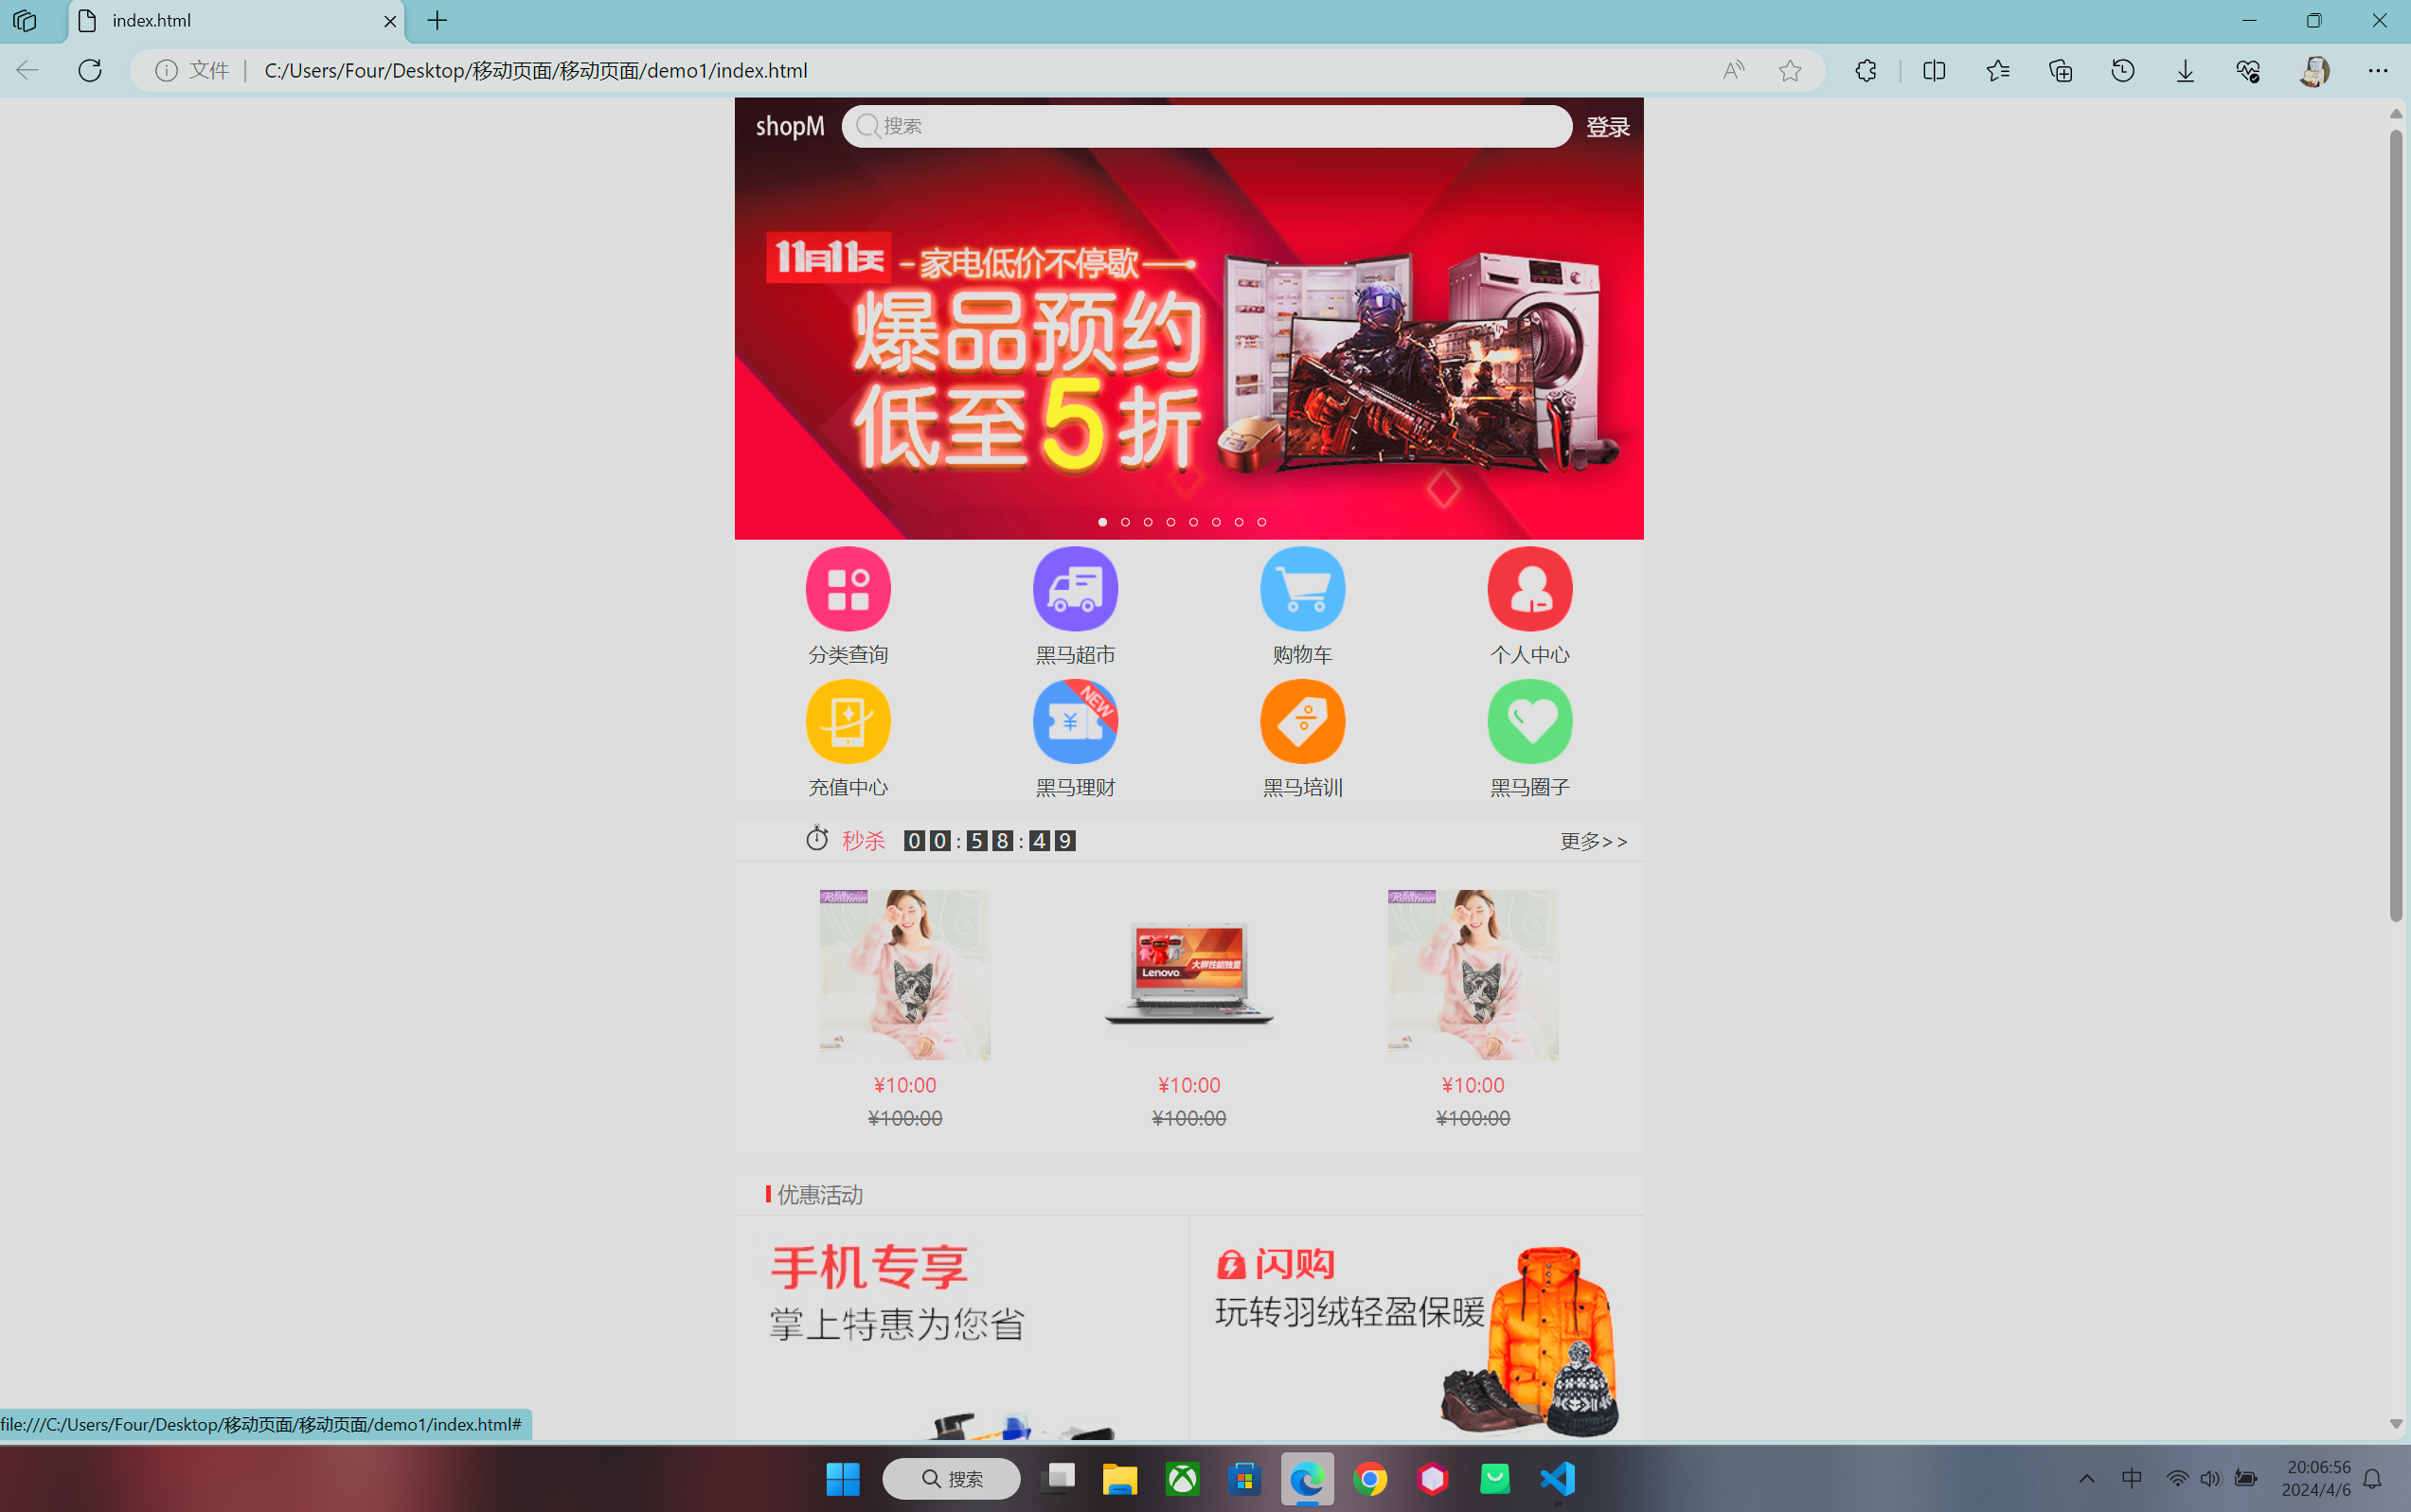 index.html
文件 C:/Users/Four/Desktop/移动页面/移动页面/demo1/index.html
shopM 搜索 登录
11月11天 家电低价不停歇
爆品预约
低至5折
分类查询 黑马超市 购物车 个人中心
NEW
充值中心 黑马理财 黑马培训 黑马圈子
秒杀 00:58:49 更多>>
Lenovo 大屏性能独显
¥10:00 ¥10:00 ¥10:00
¥100:00 ¥100:00 ¥100:00
优惠活动
手机专享 闪购
掌上特惠为您省 玩转羽绒轻盈保暖
file:///C:/Users/Four/Desktop/移动页面/移动页面/demo1/index.html#
搜索 中 20:06:56
2024/4/6